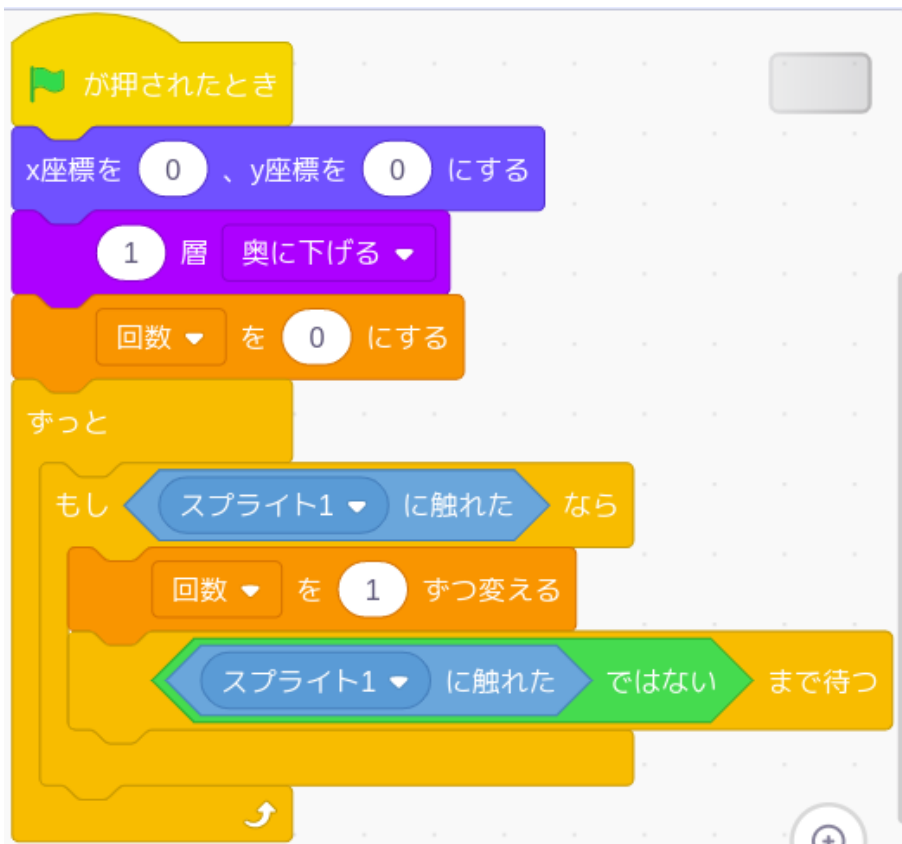 が押されたとき
x座標を 0 、y座標を 0 にする
1 層 奥に下げる
回数 を 0 にする
ずっと
もし スプライト1 に触れた なら
回数 を 1 ずつ変える
スプライト1 に触れた ではない まで待つ